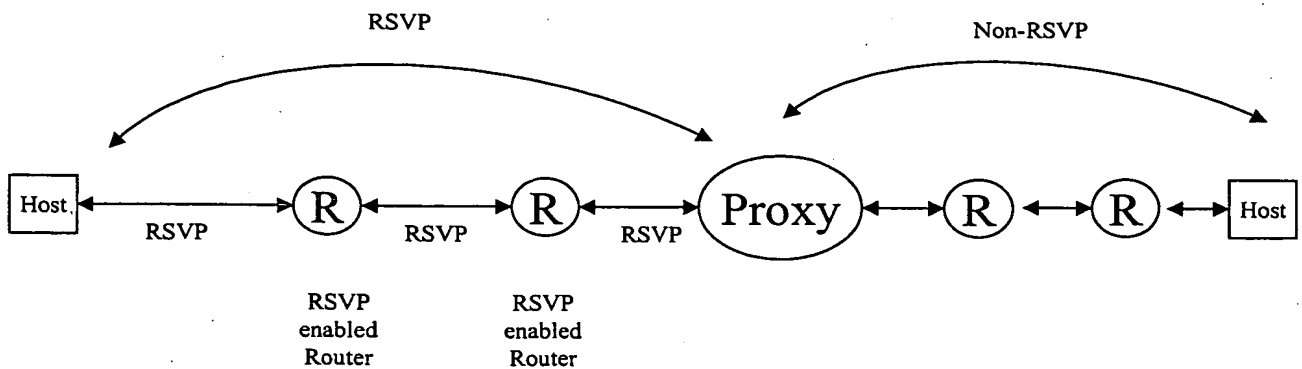 RSVP
Non-RSVP
Host
R
R
Proxy
R
R
Host
RSVP
RSVP
RSVP
RSVP
enabled
Router
RSVP
enabled
Router